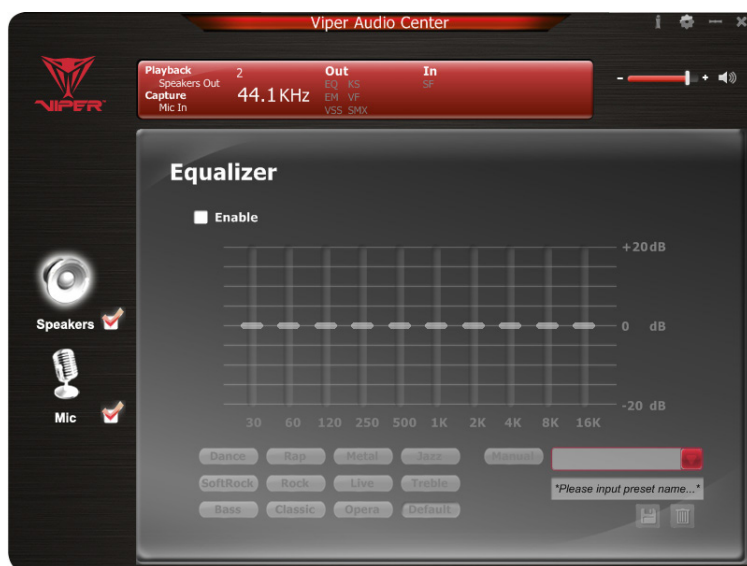 Viper Audio Center
i
VIPER
Playback 2 Out In
Speakers Out EQ KS SF
Capture 44.1KHz EM VF
Mic In VSS SMX
- +
Equalizer
Enable
+20dB
0 dB
-20 dB
30 60 120 250 500 1K 2K 4K 8K 16K
Speakers
Mic
Dance Rap Metal Jazz Manual
SoftRock Rock Live Treble *Please input preset name...*
Bass Classic Opera Default